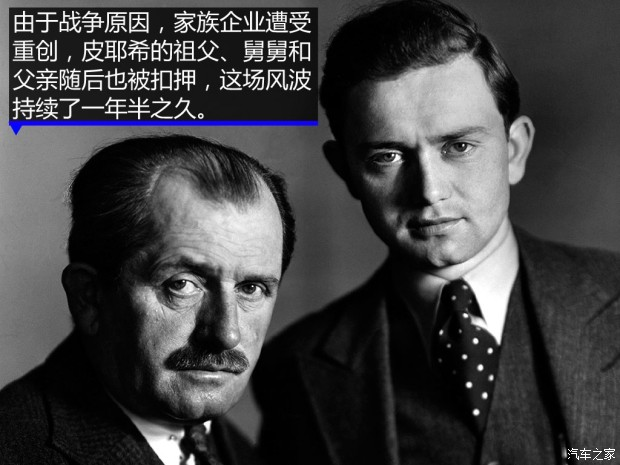 由于战争原因，家族企业遭受
重创，皮耶希的祖父、舅舅和
父亲随后也被扣押，这场风波
持续了一年半之久。
汽车之家